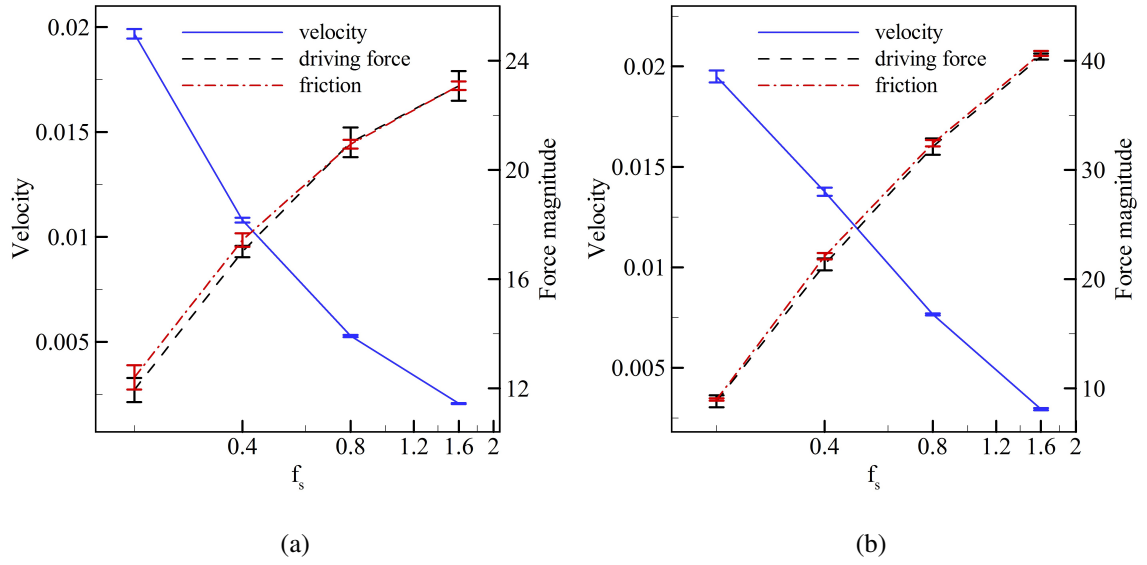 0.02
0.015
0.01
0.005
Velocity
velocity
driving force
friction
24
20
16
12
Force magnitude
0.4 0.8 1.2 1.6 2
fs
(a)
0.02
0.015
0.01
0.005
Velocity
velocity
driving force
friction
40
30
20
10
Force magnitude
0.4 0.8 1.2 1.6 2
fs
(b)